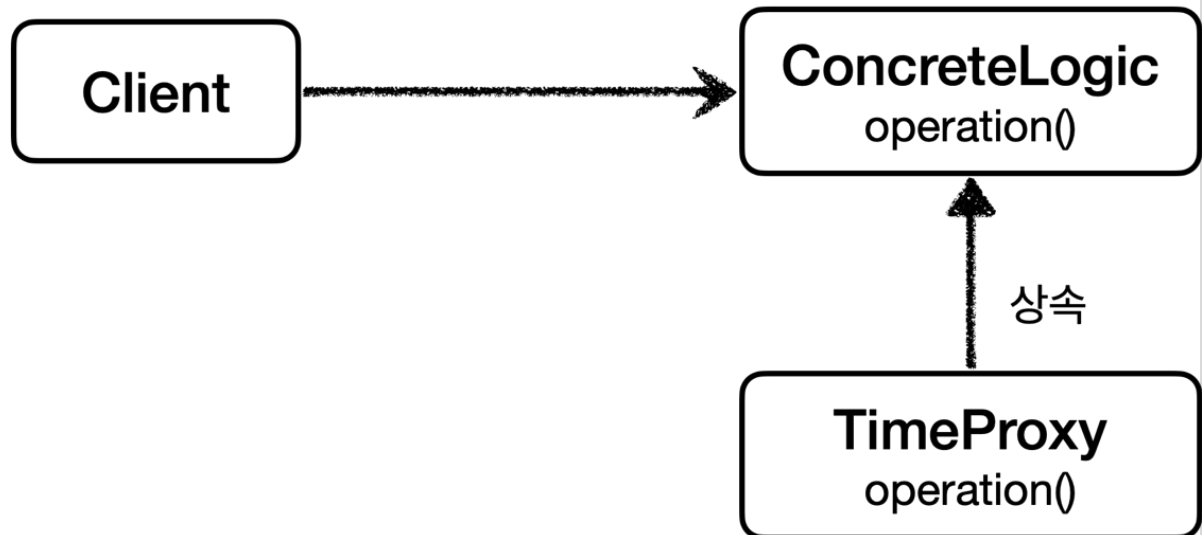 Client
ConcreteLogic
operation()
상속
TimeProxy
operation()